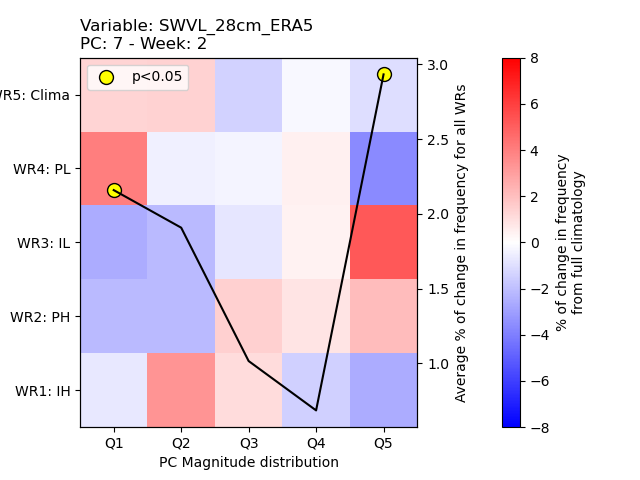 Variable: SWVL_28cm_ERA5
PC: 7 - Week: 2
p<0.05
WR5: Clima
WR4: PL
WR3: IL
WR2: PH
WR1: IH
Q1 Q2 Q3 Q4 Q5
PC Magnitude distribution
3.0
2.5
2.0
1.5
1.0
Average % of change in frequency for all WRs
8
6
4
2
0
−2
−4
−6
−8
% of change in frequency
from full climatology